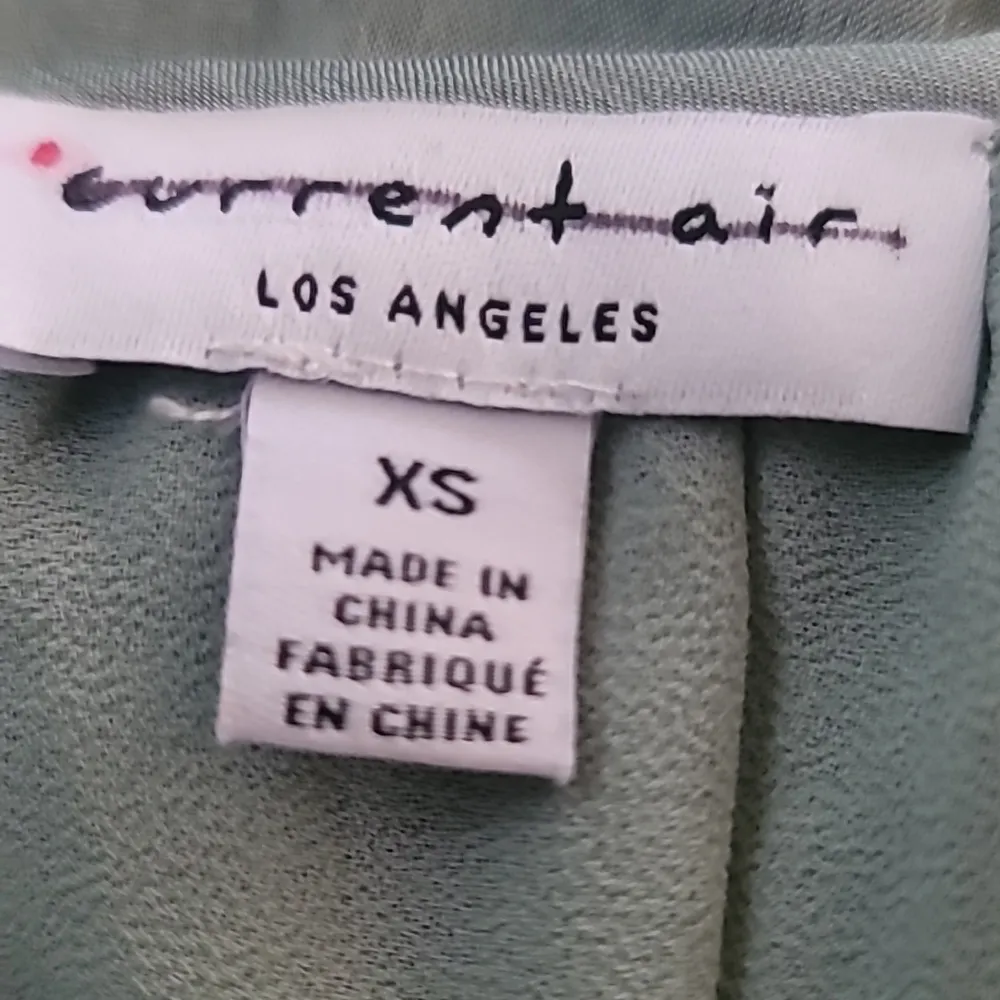 current air
LOS ANGELES
XS
MADE IN
CHINA
FABRIQUÉ
EN CHINE